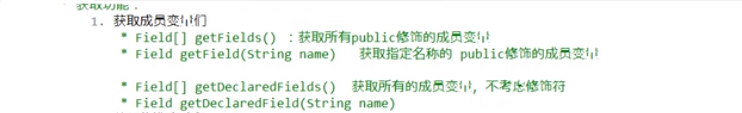 * 获取功能：
1. 获取成员变量们
* Field[] getFields() ：获取所有public修饰的成员变量
* Field getField(String name) 获取指定名称的 public修饰的成员变量
* Field[] getDeclaredFields() 获取所有的成员变量，不考虑修饰符
* Field getDeclaredField(String name)